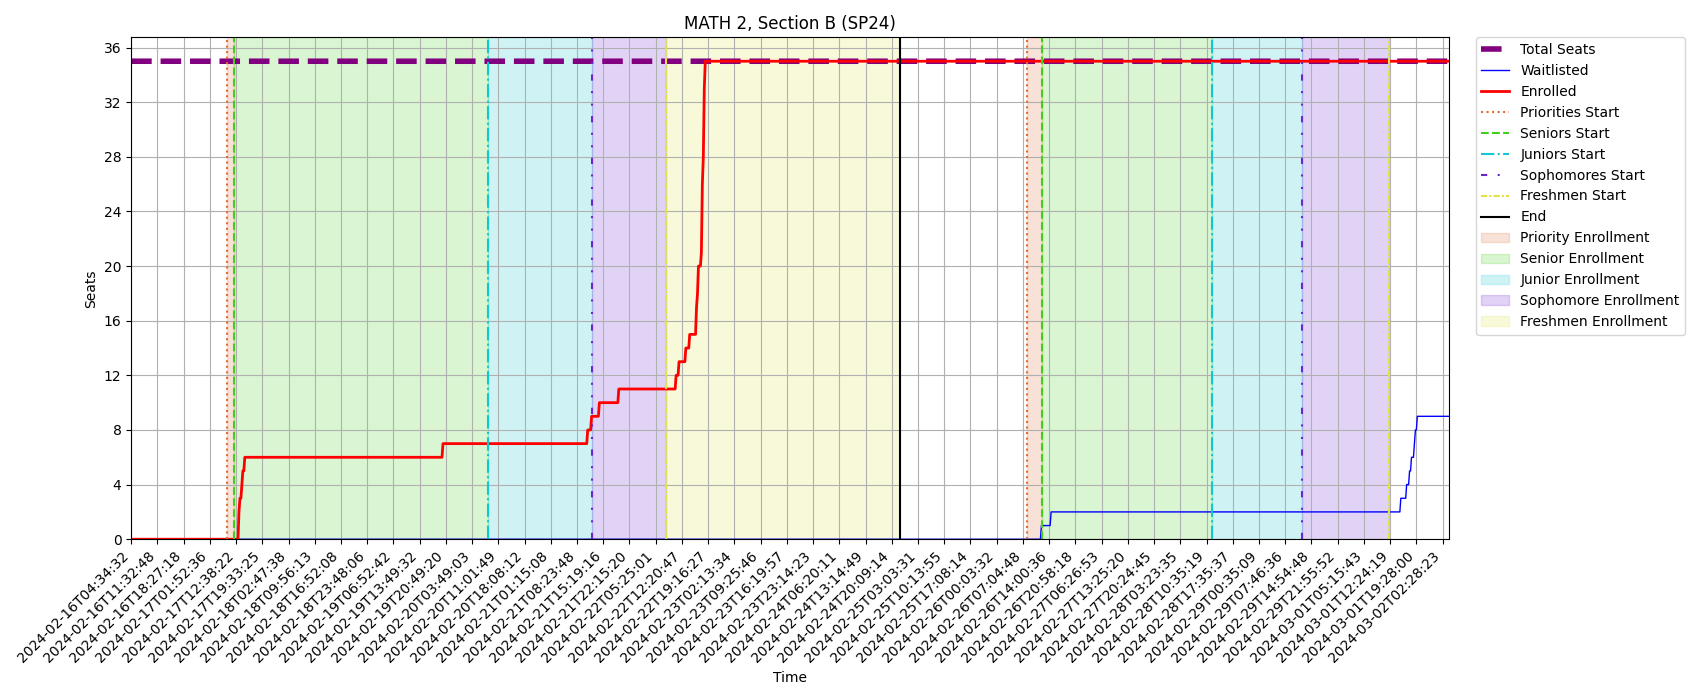 MATH 2, Section B (SP24)
36
32
28
24
20
16
12
8
4
0
Seats
2024-02-16T04:34:32
2024-02-16T11:32:48
2024-02-16T18:27:18
2024-02-17T01:52:36
2024-02-17T12:38:22
2024-02-17T19:33:25
2024-02-18T02:47:38
2024-02-18T09:56:13
2024-02-18T16:52:08
2024-02-18T23:48:06
2024-02-19T06:52:42
2024-02-19T13:49:32
2024-02-19T20:49:20
2024-02-20T03:49:03
2024-02-20T11:01:49
2024-02-20T18:08:12
2024-02-21T01:15:08
2024-02-21T08:23:48
2024-02-21T15:19:16
2024-02-21T22:15:20
2024-02-22T05:25:01
2024-02-22T12:20:47
2024-02-22T19:16:27
2024-02-23T02:13:34
2024-02-23T09:25:46
2024-02-23T16:19:57
2024-02-23T23:14:23
2024-02-24T06:20:11
2024-02-24T13:14:49
2024-02-24T20:09:14
2024-02-25T03:03:31
2024-02-25T10:13:55
2024-02-25T17:08:14
2024-02-26T00:03:32
2024-02-26T07:04:48
2024-02-26T14:00:36
2024-02-26T20:58:18
2024-02-27T06:26:53
2024-02-27T13:25:20
2024-02-27T20:24:45
2024-02-28T03:23:35
2024-02-28T10:35:19
2024-02-28T17:35:37
2024-02-29T00:35:09
2024-02-29T07:46:36
2024-02-29T14:54:48
2024-02-29T21:55:52
2024-03-01T05:15:43
2024-03-01T12:24:19
2024-03-01T19:28:00
2024-03-02T02:28:23
Time
Total Seats
Waitlisted
Enrolled
Priorities Start
Seniors Start
Juniors Start
Sophomores Start
Freshmen Start
End
Priority Enrollment
Senior Enrollment
Junior Enrollment
Sophomore Enrollment
Freshmen Enrollment